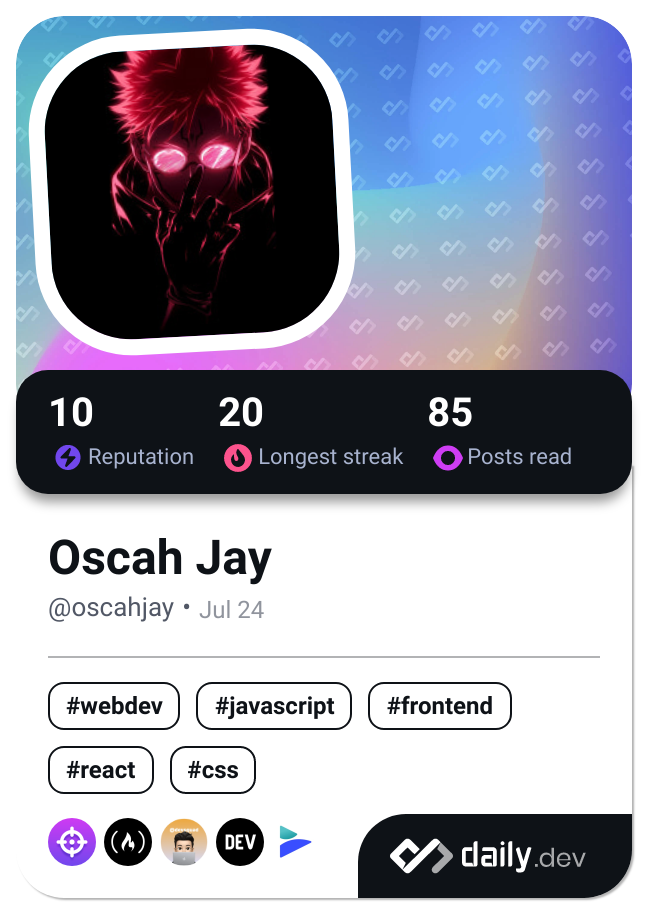 10 20 85
Reputation Longest streak Posts read
Oscah Jay
@oscahjay • Jul 24
#webdev #javascript #frontend
#react #css
DEV
daily.dev